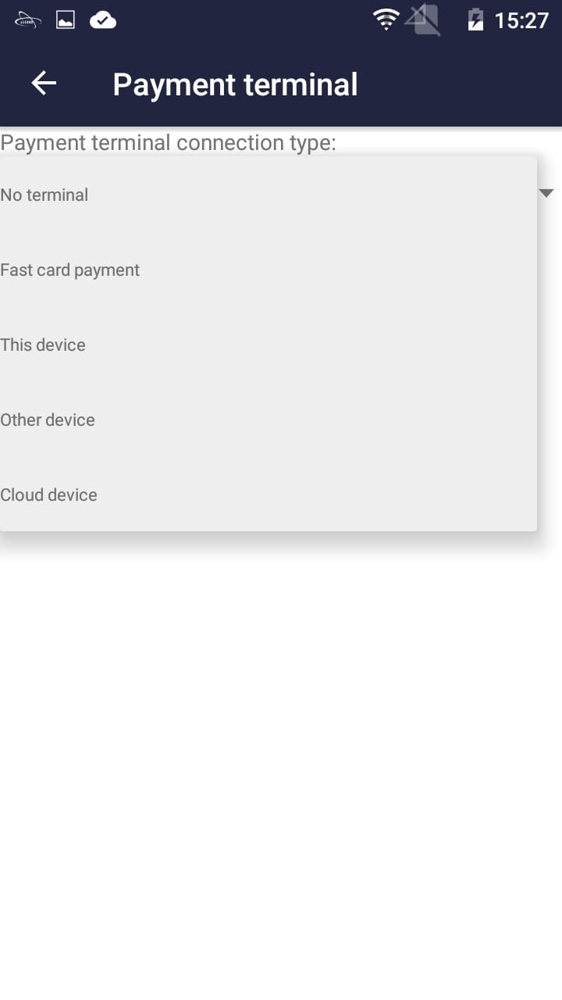 15:27
Payment terminal
Payment terminal connection type:
No terminal
Fast card payment
This device
Other device
Cloud device